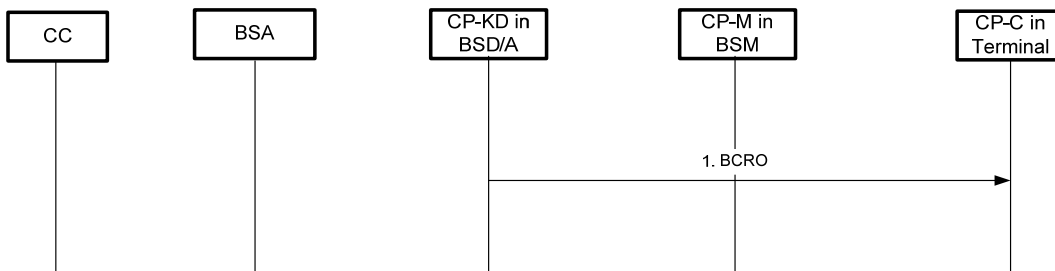 CC
BSA
CP-KD in
BSD/A
CP-M in
BSM
CP-C in
Terminal
1. BCRO